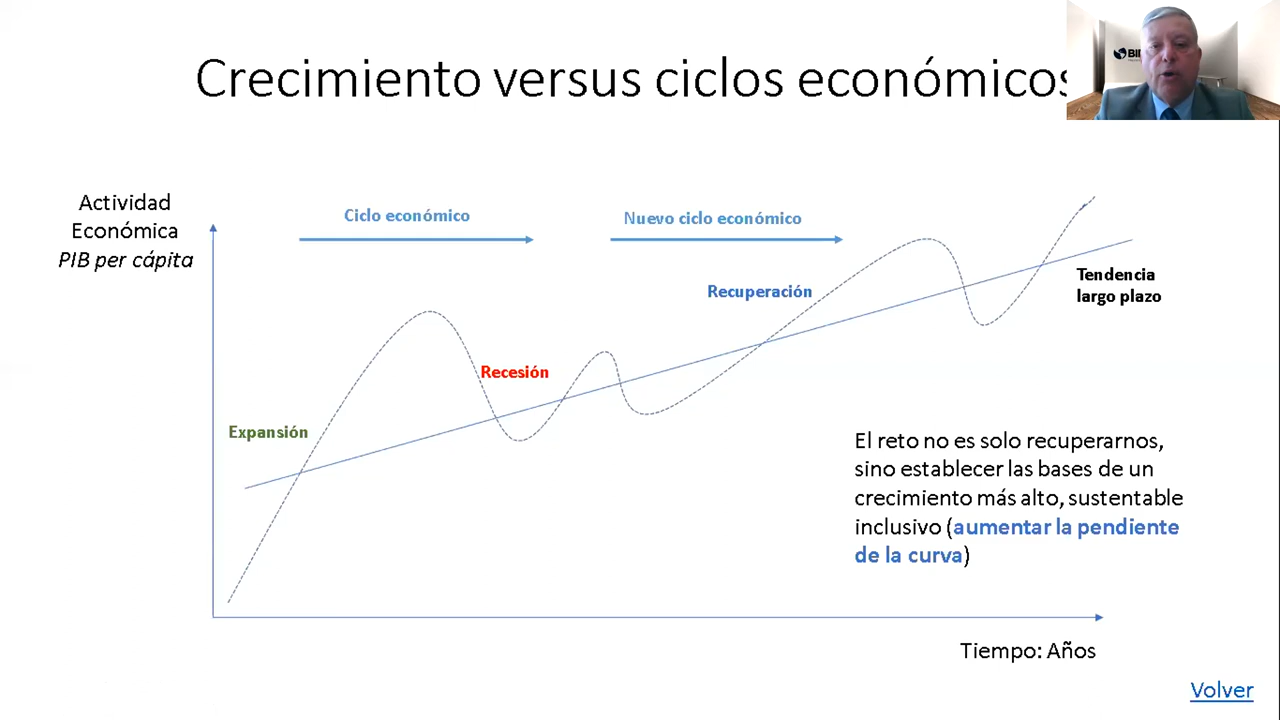 Crecimiento versus ciclos económicos
BID
Actividad
Económica
PIB per cápita
Ciclo económico
Nuevo ciclo económico
Recuperación
Tendencia
largo plazo
Recesión
Expansión
El reto no es solo recuperarnos,
sino establecer las bases de un
crecimiento más alto, sustentable
inclusivo (aumentar la pendiente
de la curva)
Tiempo: Años
Volver